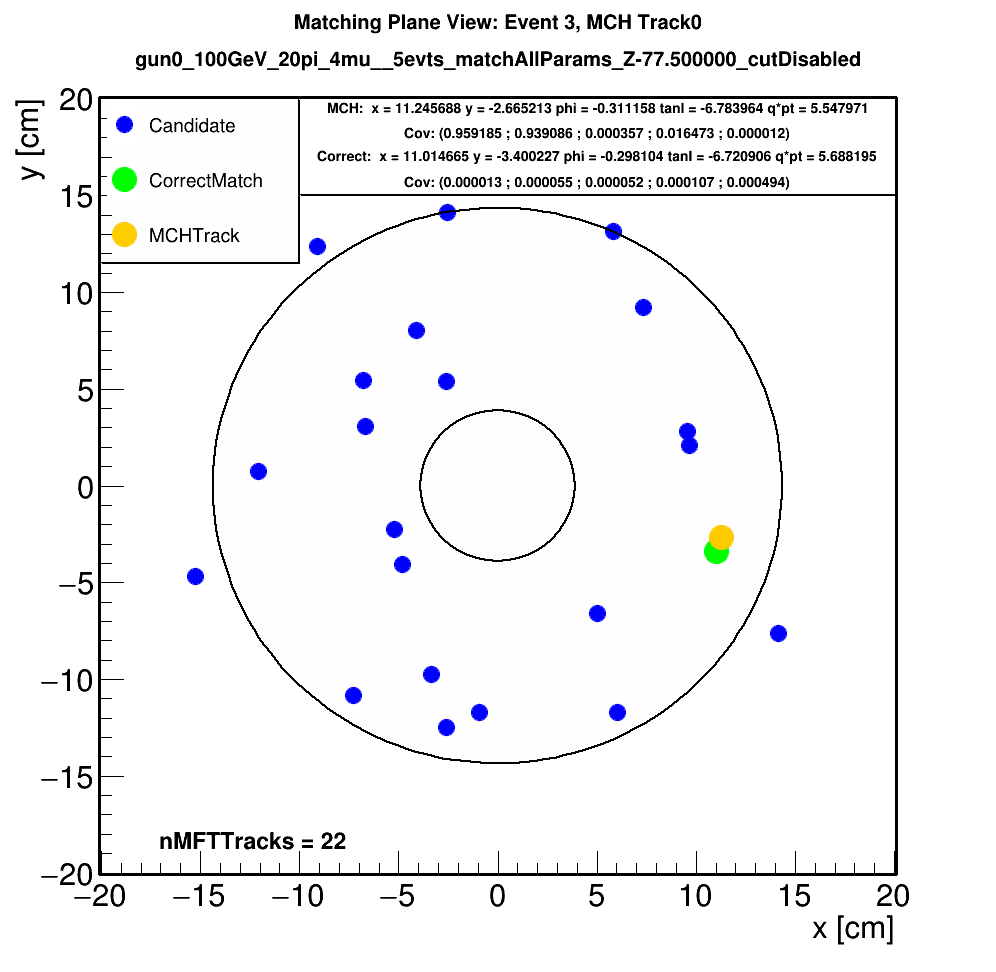 Matching Plane View: Event 3, MCH Track0
gun0_100GeV_20pi_4mu__5evts_matchAllParams_Z-77.500000_cutDisabled
y [cm]
Candidate
CorrectMatch
MCHTrack
MCH: x = 11.245688 y = -2.665213 phi = -0.311158 tanl = -6.783964 q*pt = 5.547971
Cov: (0.959185 ; 0.939086 ; 0.000357 ; 0.016473 ; 0.000012)
Correct: x = 11.014665 y = -3.400227 phi = -0.298104 tanl = -6.720906 q*pt = 5.688195
Cov: (0.000013 ; 0.000055 ; 0.000052 ; 0.000107 ; 0.000494)
20
15
10
5
0
−5
−10
−15
−20
nMFTTracks = 22
−20 −15 −10 −5 0 5 10 15 20
x [cm]